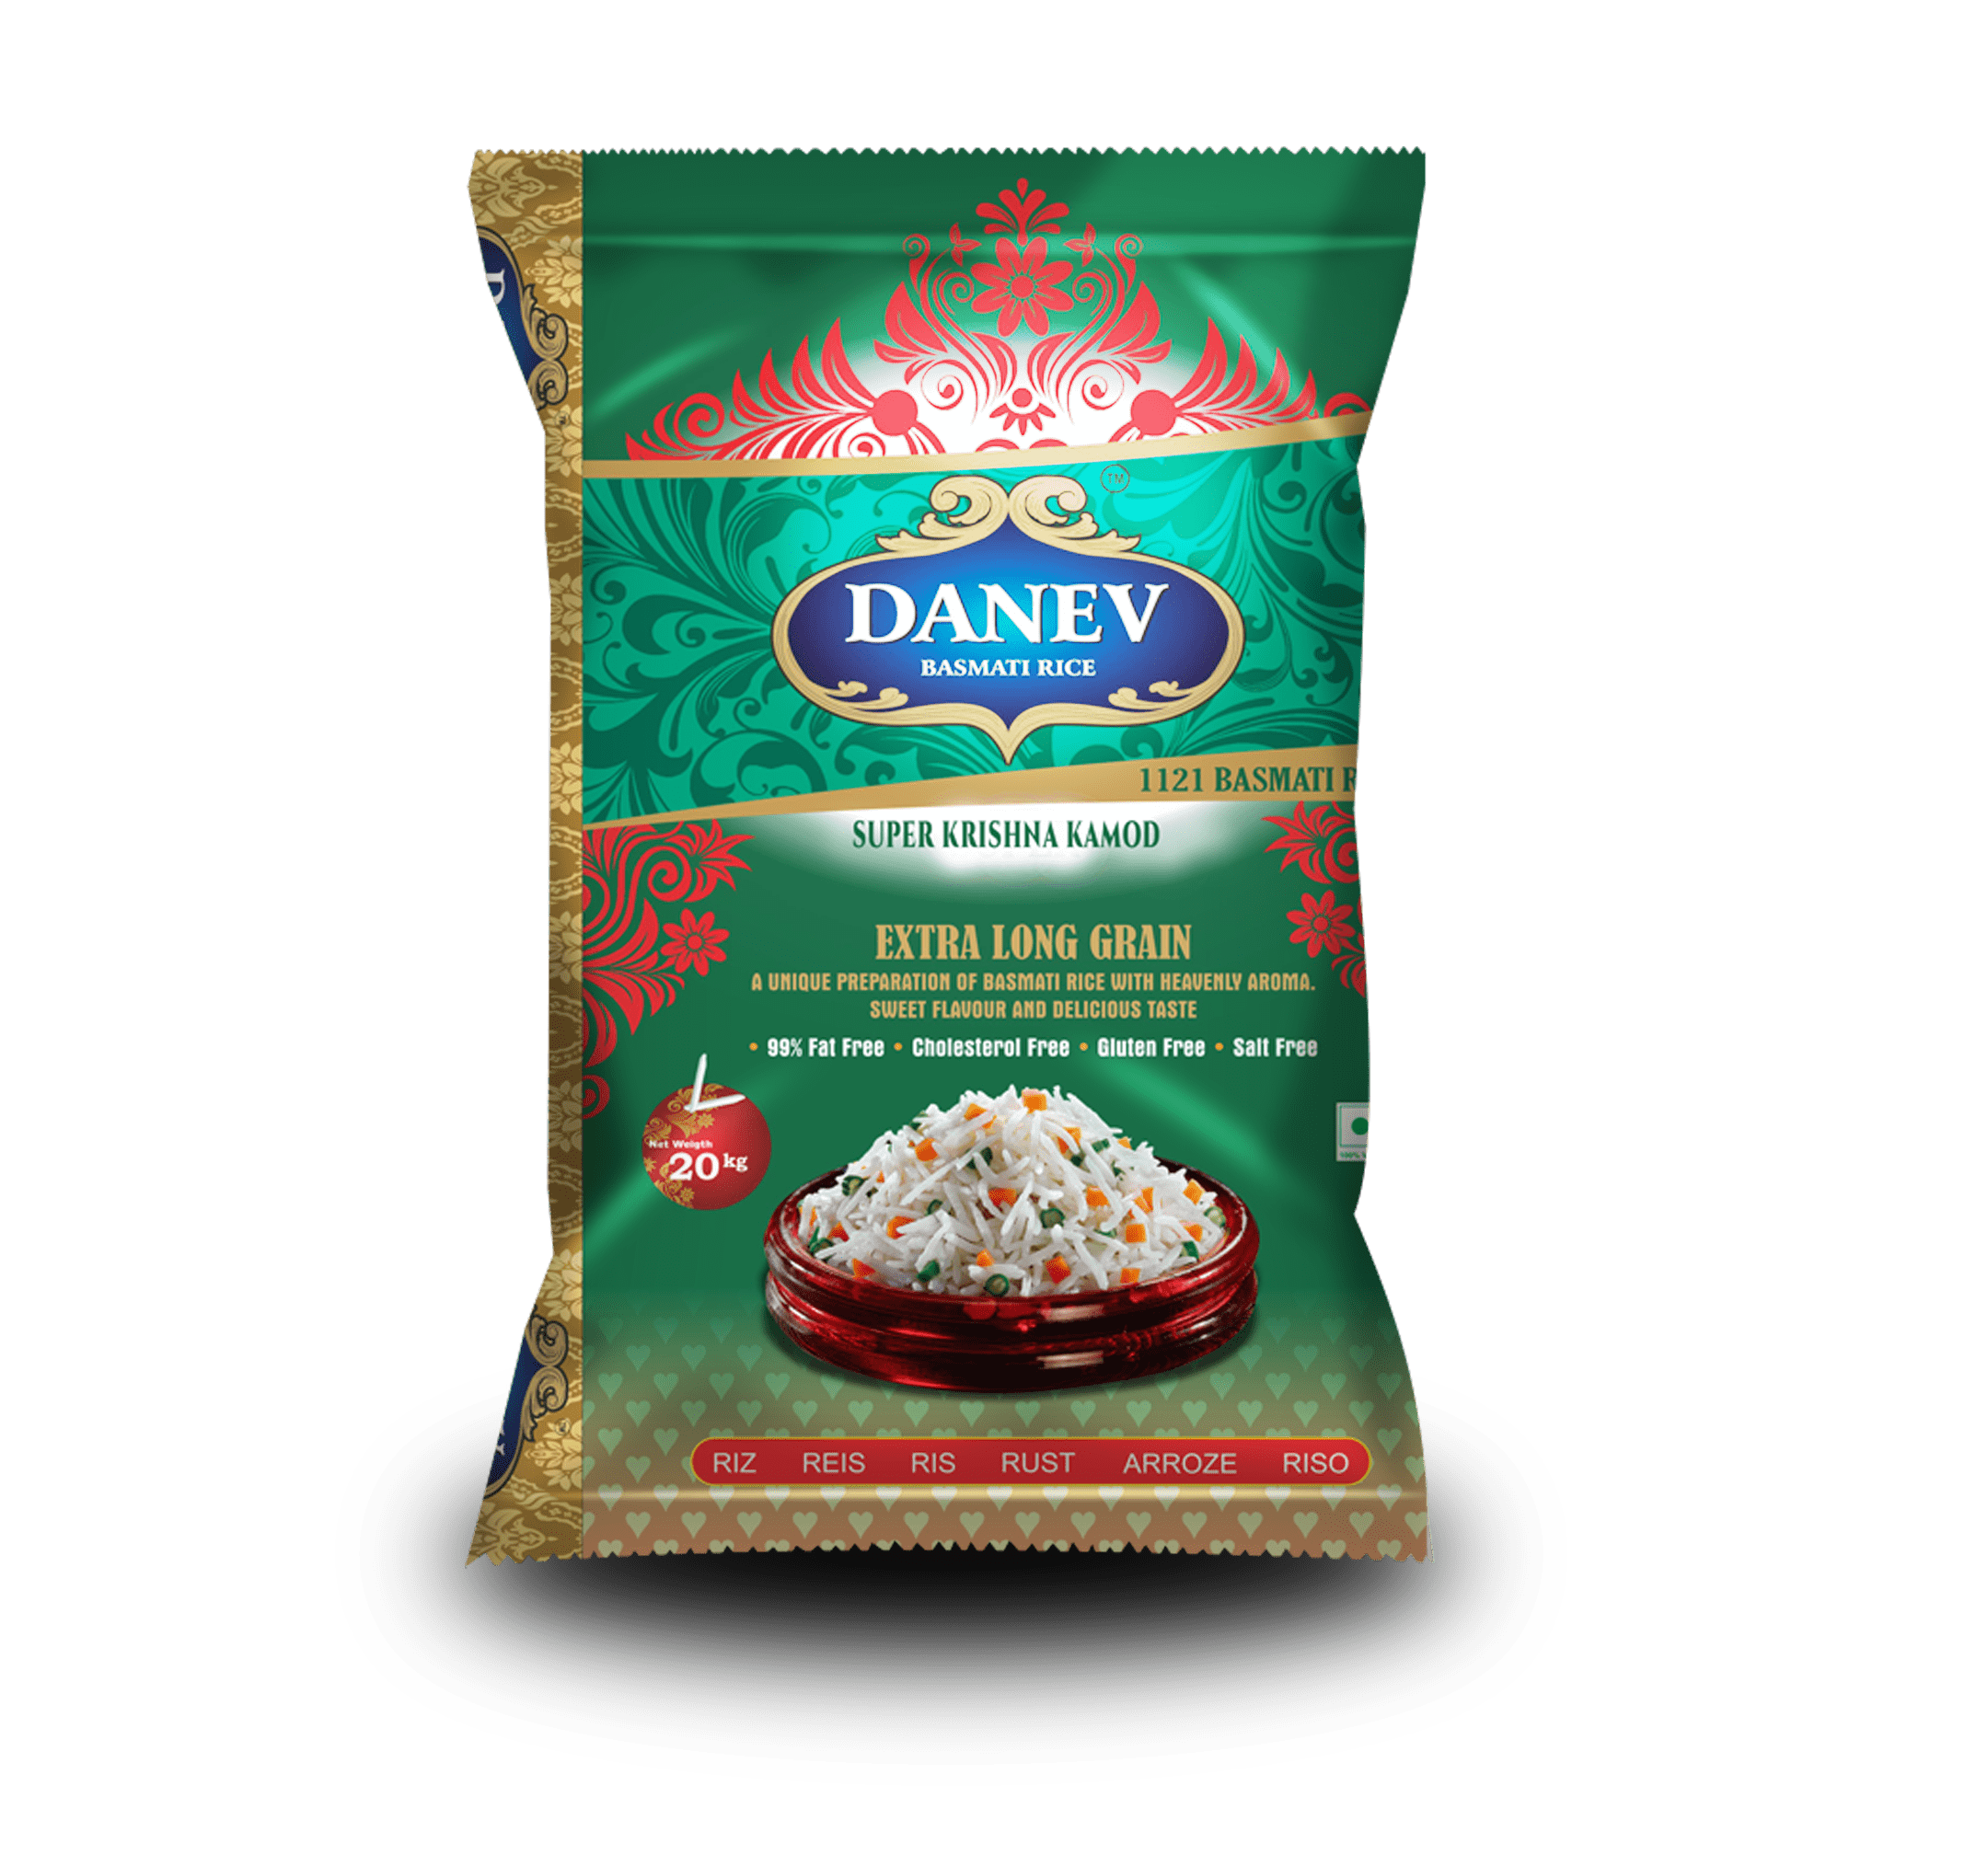 TM
DANEV
BASMATI RICE
1121 BASMATI
SUPER KRISHNA KAMOD
EXTRA LONG GRAIN
A UNIQUE PREPARATION OF BASMATI RICE WITH HEAVENLY AROMA.
SWEET FLAVOUR AND DELICIOUS TASTE
• 99% Fat Free • Cholesterol Free • Gluten Free • Salt Free
Net Weigth
20 kg
100%
RIZ REIS RIS RUST ARROZE RISO